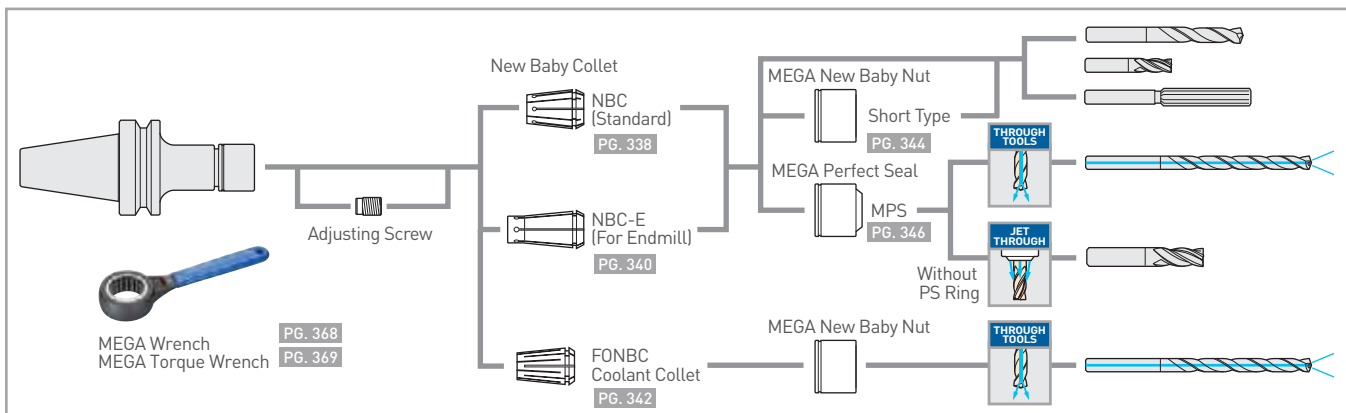 New Baby Collet
NBC
(Standard)
PG. 338
NBC-E
(For Endmill)
PG. 340
FONBC
Coolant Collet
PG. 342
Adjusting Screw
MEGA Wrench
PG. 368
MEGA Torque Wrench
PG. 369
MEGA New Baby Nut
Short Type
PG. 344
MEGA Perfect Seal
MPS
PG. 346
Without
PS Ring
MEGA New Baby Nut
THROUGH
TOOLS
JET
THROUGH
THROUGH
TOOLS